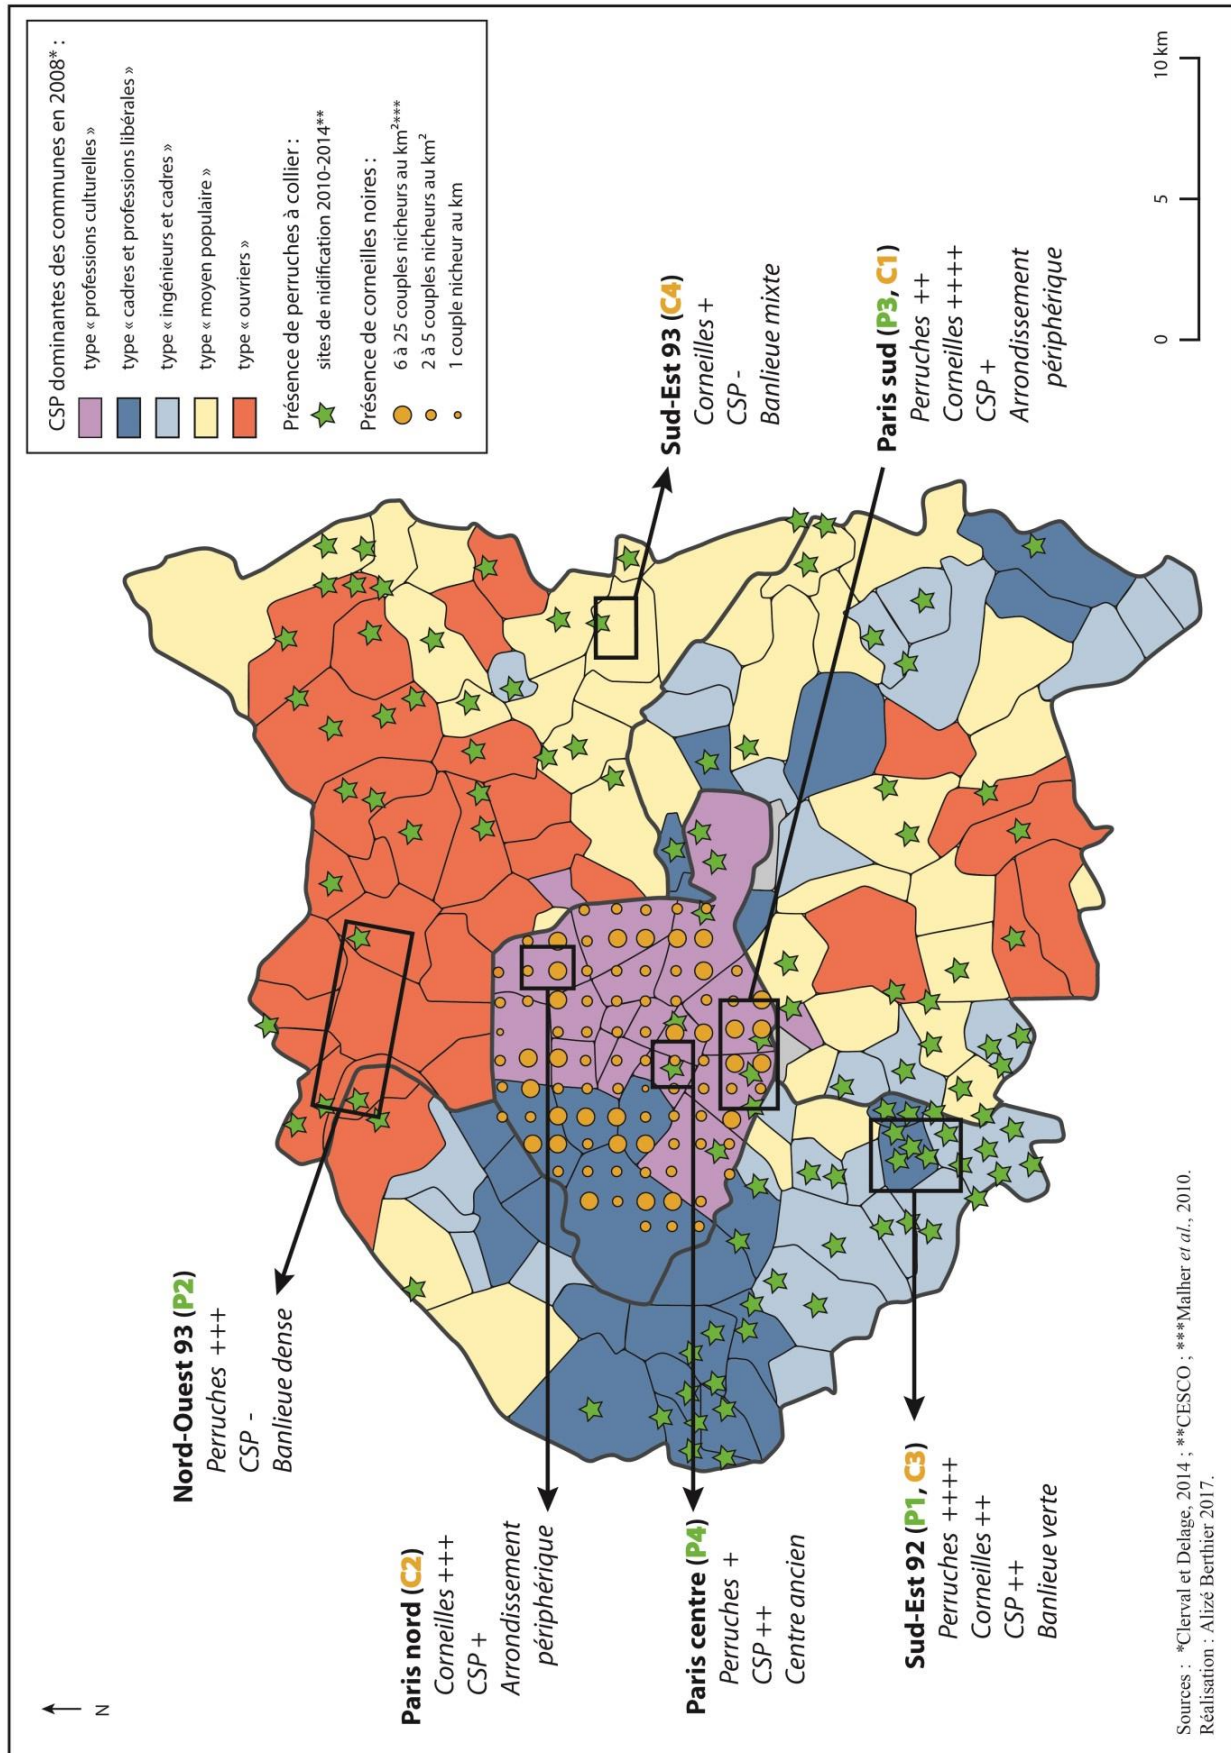 N
Nord-Ouest 93 (P2)
Perruches +++
CSP -
Banlieue dense
Paris nord (C2)
Corneilles +++
CSP +
Arrondissement
périphérique
Paris centre (P4)
Perruches +
CSP ++
Centre ancien
Sud-Est 92 (P1, C3)
Perruches ++++
Corneilles ++
CSP ++
Banlieue verte
CSP dominantes des communes en 2008* :
type « professions culturelles »
type « cadres et professions libérales »
type « ingénieurs et cadres »
type « moyen populaire »
type « ouvriers »
Présence de perruches à collier :
sites de nidification 2010-2014**
Présence de corneilles noires :
6 à 25 couples nicheurs au km²***
2 à 5 couples nicheurs au km²
1 couple nicheur au km
Sud-Est 93 (C4)
Corneilles +
CSP -
Banlieue mixte
Paris sud (P3, C1)
Perruches ++
Corneilles ++++
CSP +
Arrondissement
périphérique
0 5 10 km
Sources : *Clerval et Delage, 2014 ; **CESCO ; ***Malher et al., 2010.
Réalisation : Alizé Berthier 2017.